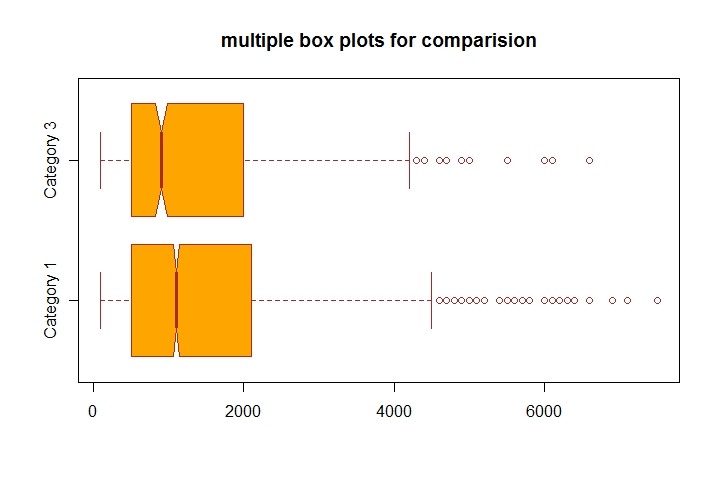 multiple box plots for comparision
Category 3
Category 1
0 2000 4000 6000